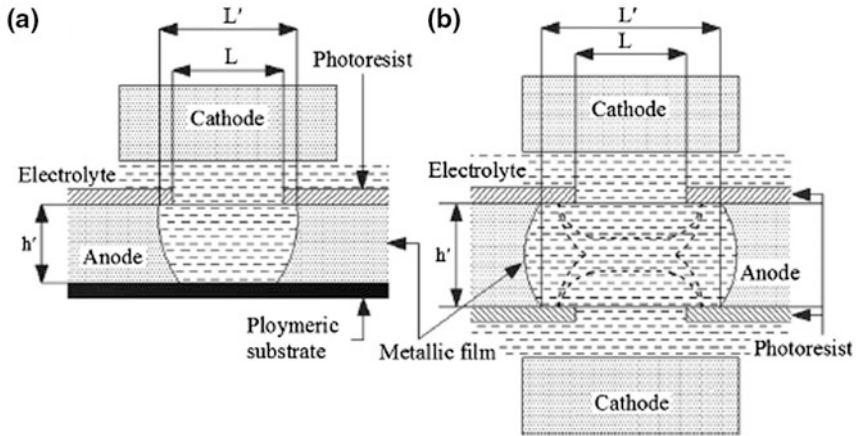 (a)
L′
L
Photoresist
Cathode
Electrolyte
h′
Anode
Ploymeric
substrate
Metallic film
(b)
L′
L
Cathode
Electrolyte
h′
Anode
Photoresist
Cathode